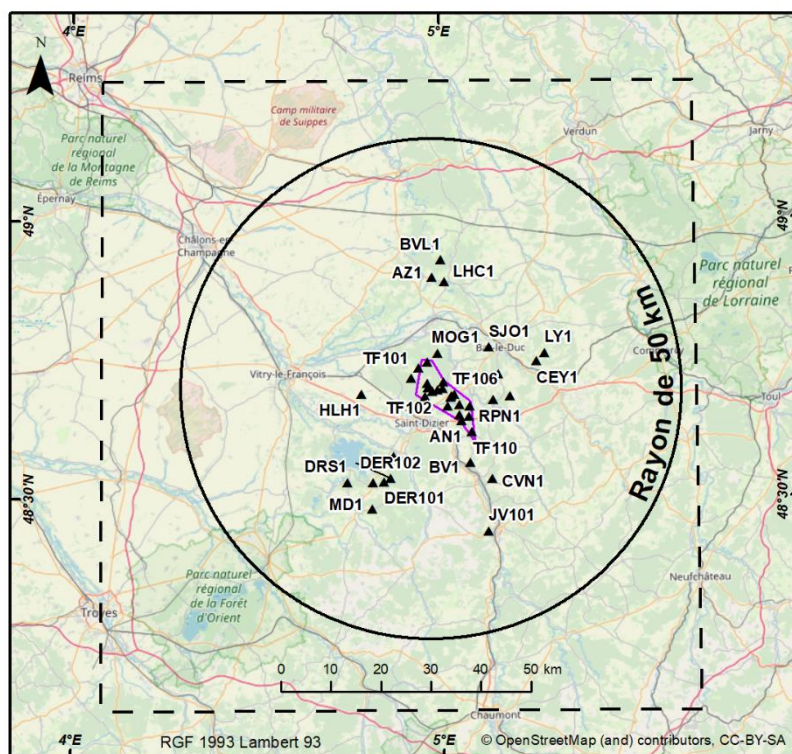 4°E
5°E
N
Reims
Camp militaire
de Suippes
Verdun
Jarny
Parc naturel
régional
de la Montagne
de Reims
Épernay
49°N
49°N
Châlons-en-
Champagne
BVL1
AZ1
LHC1
Parc naturel
régional
de Lorraine
MOG1
SJO1
LY1
Bar-le-Duc
Commercy
Toul
TF101
CEY1
Vitry-le-François
TF106
HLH1
TF102
RPN1
Saint-Dizier
AN1
TF110
Rayon de 50 km
DRS1
DER102
BV1
CVN1
DER101
48°30'N
48°30'N
MD1
JV101
Parc naturel
régional
de la Forêt
d'Orient
Neufchâteau
Troyes
0 10 20 30 40 50 km
Chaumont
4°E
RGF 1993 Lambert 93
5°E
© OpenStreetMap (and) contributors, CC-BY-SA